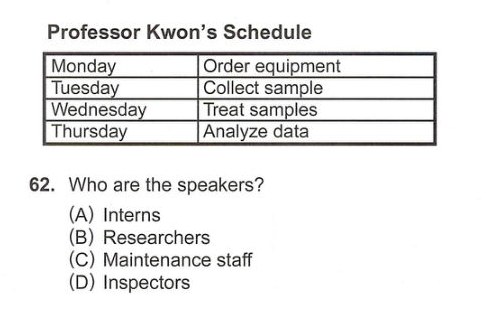 Professor Kwon's Schedule
Monday Order equipment
Tuesday Collect sample
Wednesday Treat samples
Thursday Analyze data
62. Who are the speakers?
(A) Interns
(B) Researchers
(C) Maintenance staff
(D) Inspectors